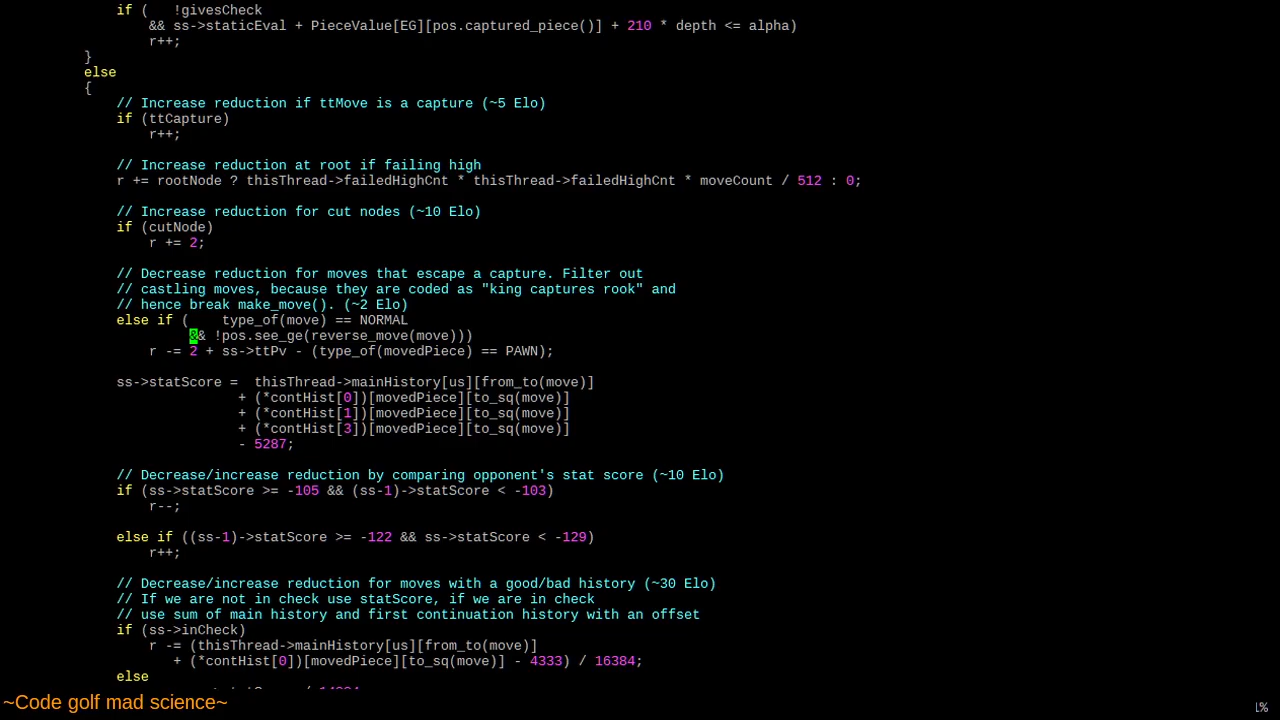 if (   !givesCheck
&& ss->staticEval + PieceValue[EG][pos.captured_piece()] + 210 * depth <= alpha)
r++;
}
else
{
// Increase reduction if ttMove is a capture (~5 Elo)
if (ttCapture)
r++;
// Increase reduction at root if failing high
r += rootNode ? thisThread->failedHighCnt * thisThread->failedHighCnt * moveCount / 512 : 0;
// Increase reduction for cut nodes (~10 Elo)
if (cutNode)
r += 2;
// Decrease reduction for moves that escape a capture. Filter out
// castling moves, because they are coded as "king captures rook" and
// hence break make_move(). (~2 Elo)
else if (    type_of(move) == NORMAL
&& !pos.see_ge(reverse_move(move)))
r -= 2 + ss->ttPv - (type_of(movedPiece) == PAWN);
ss->statScore =  thisThread->mainHistory[us][from_to(move)]
+ (*contHist[0])[movedPiece][to_sq(move)]
+ (*contHist[1])[movedPiece][to_sq(move)]
+ (*contHist[3])[movedPiece][to_sq(move)]
- 5287;
// Decrease/increase reduction by comparing opponent's stat score (~10 Elo)
if (ss->statScore >= -105 && (ss-1)->statScore < -103)
r--;
else if ((ss-1)->statScore >= -122 && ss->statScore < -129)
r++;
// Decrease/increase reduction for moves with a good/bad history (~30 Elo)
// If we are not in check use statScore, if we are in check
// use sum of main history and first continuation history with an offset
if (ss->inCheck)
r -= (thisThread->mainHistory[us][from_to(move)]
+ (*contHist[0])[movedPiece][to_sq(move)] - 4333) / 16384;
else
~Code golf mad science~
1%